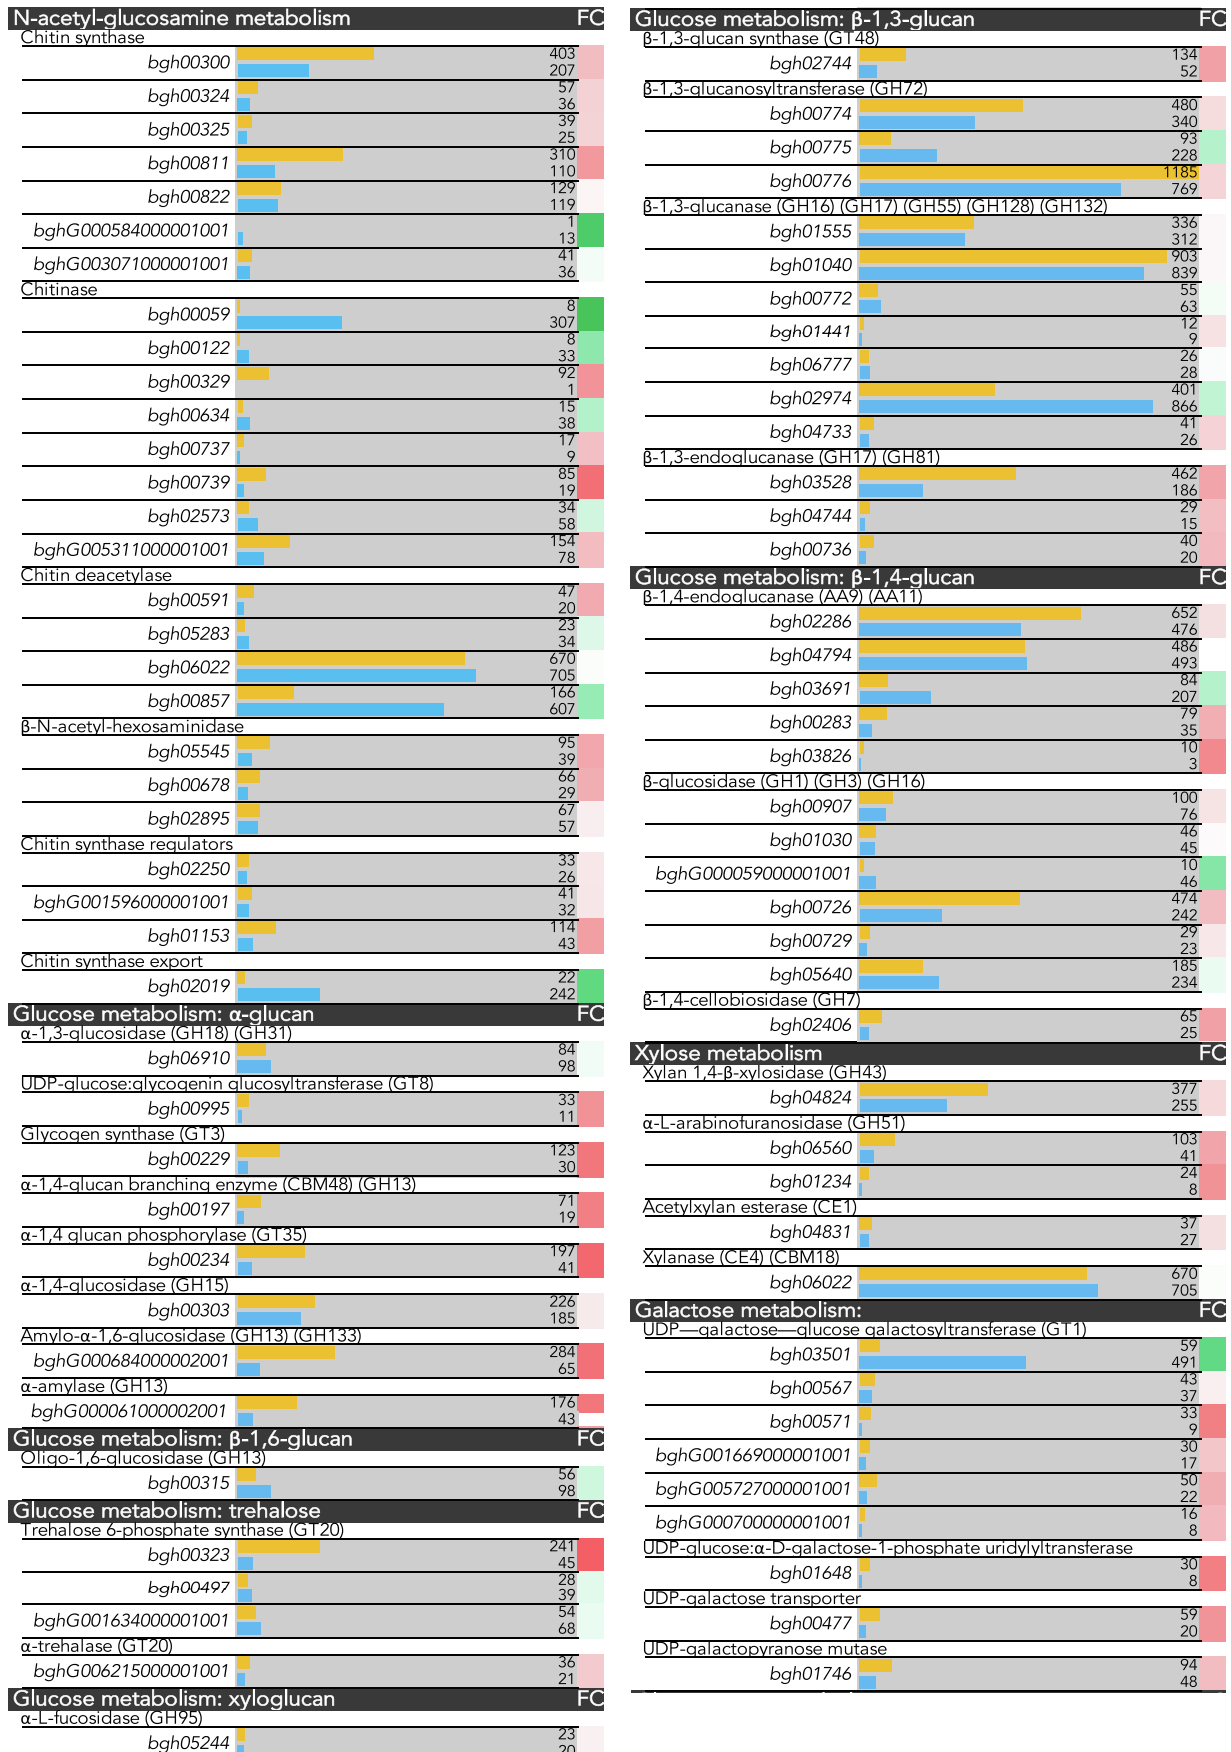 N-acetyl-glucosamine metabolism FC
Chitin synthase
bgh00300 403
207
bgh00324 57
36
bgh00325 39
25
bgh00811 310
110
bgh00822 129
119
bghG000584000001001 1
13
bghG003071000001001 41
36
Chitinase
bgh00059 8
307
bgh00122 8
33
bgh00329 92
1
bgh00634 15
38
bgh00737 17
9
bgh00739 85
19
bgh02573 34
58
bghG005311000001001 154
78
Chitin deacetylase
bgh00591 47
20
bgh05283 23
34
bgh06022 670
705
bgh00857 166
607
β-N-acetyl-hexosaminidase
bgh05545 95
39
bgh00678 66
29
bgh02895 67
57
Chitin synthase regulators
bgh02250 33
26
bghG001596000001001 41
32
bgh01153 114
43
Chitin synthase export
bgh02019 22
242
Glucose metabolism: α-glucan FC
α-1,3-glucosidase (GH18) (GH31)
bgh06910 84
98
UDP-glucose:glycogenin glucosyltransferase (GT8)
bgh00995 33
11
Glycogen synthase (GT3)
bgh00229 123
30
α-1,4-glucan branching enzyme (CBM48) (GH13)
bgh00197 71
19
α-1,4 glucan phosphorylase (GT35)
bgh00234 197
41
α-1,4-glucosidase (GH15)
bgh00303 226
185
Amylo-α-1,6-glucosidase (GH13) (GH133)
bghG000684000002001 284
65
α-amylase (GH13)
bghG000061000002001 176
43
Glucose metabolism: β-1,6-glucan FC
Oligo-1,6-glucosidase (GH13)
bgh00315 56
98
Glucose metabolism: trehalose FC
Trehalose 6-phosphate synthase (GT20)
bgh00323 241
45
bgh00497 28
39
bghG001634000001001 54
68
α-trehalase (GT20)
bghG006215000001001 36
21
Glucose metabolism: xyloglucan FC
α-L-fucosidase (GH95)
bgh05244 23
20
Glucose metabolism: β-1,3-glucan FC
β-1,3-glucan synthase (GT48)
bgh02744 134
52
β-1,3-glucanosyltransferase (GH72)
bgh00774 480
340
bgh00775 93
228
bgh00776 1185
769
β-1,3-glucanase (GH16) (GH17) (GH55) (GH128) (GH132)
bgh01555 336
312
bgh01040 903
839
bgh00772 55
63
bgh01441 12
9
bgh06777 26
28
bgh02974 401
866
bgh04733 41
26
β-1,3-endoglucanase (GH17) (GH81)
bgh03528 462
186
bgh04744 29
15
bgh00736 40
20
Glucose metabolism: β-1,4-glucan FC
β-1,4-endoglucanase (AA9) (AA11)
bgh02286 652
476
bgh04794 486
493
bgh03691 84
207
bgh00283 79
35
bgh03826 10
3
β-glucosidase (GH1) (GH3) (GH16)
bgh00907 100
76
bgh01030 46
45
bghG000059000001001 10
46
bgh00726 474
242
bgh00729 29
23
bgh05640 185
234
β-1,4-cellobiosidase (GH7)
bgh02406 65
25
Xylose metabolism FC
Xylan 1,4-β-xylosidase (GH43)
bgh04824 377
255
α-L-arabinofuranosidase (GH51)
bgh06560 103
41
bgh01234 24
8
Acetylxylan esterase (CE1)
bgh04831 37
27
Xylanase (CE4) (CBM18)
bgh06022 670
705
Galactose metabolism: FC
UDP—galactose—glucose galactosyltransferase (GT1)
bgh03501 59
491
bgh00567 43
37
bgh00571 33
9
bghG001669000001001 30
17
bghG005727000001001 50
22
bghG000700000001001 16
8
UDP-glucose:α-D-galactose-1-phosphate uridylyltransferase
bgh01648 30
8
UDP-galactose transporter
bgh00477 59
20
UDP-galactopyranose mutase
bgh01746 94
48